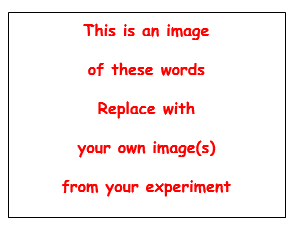 This is an image
of these words
Replace with
your own image(s)
from your experiment